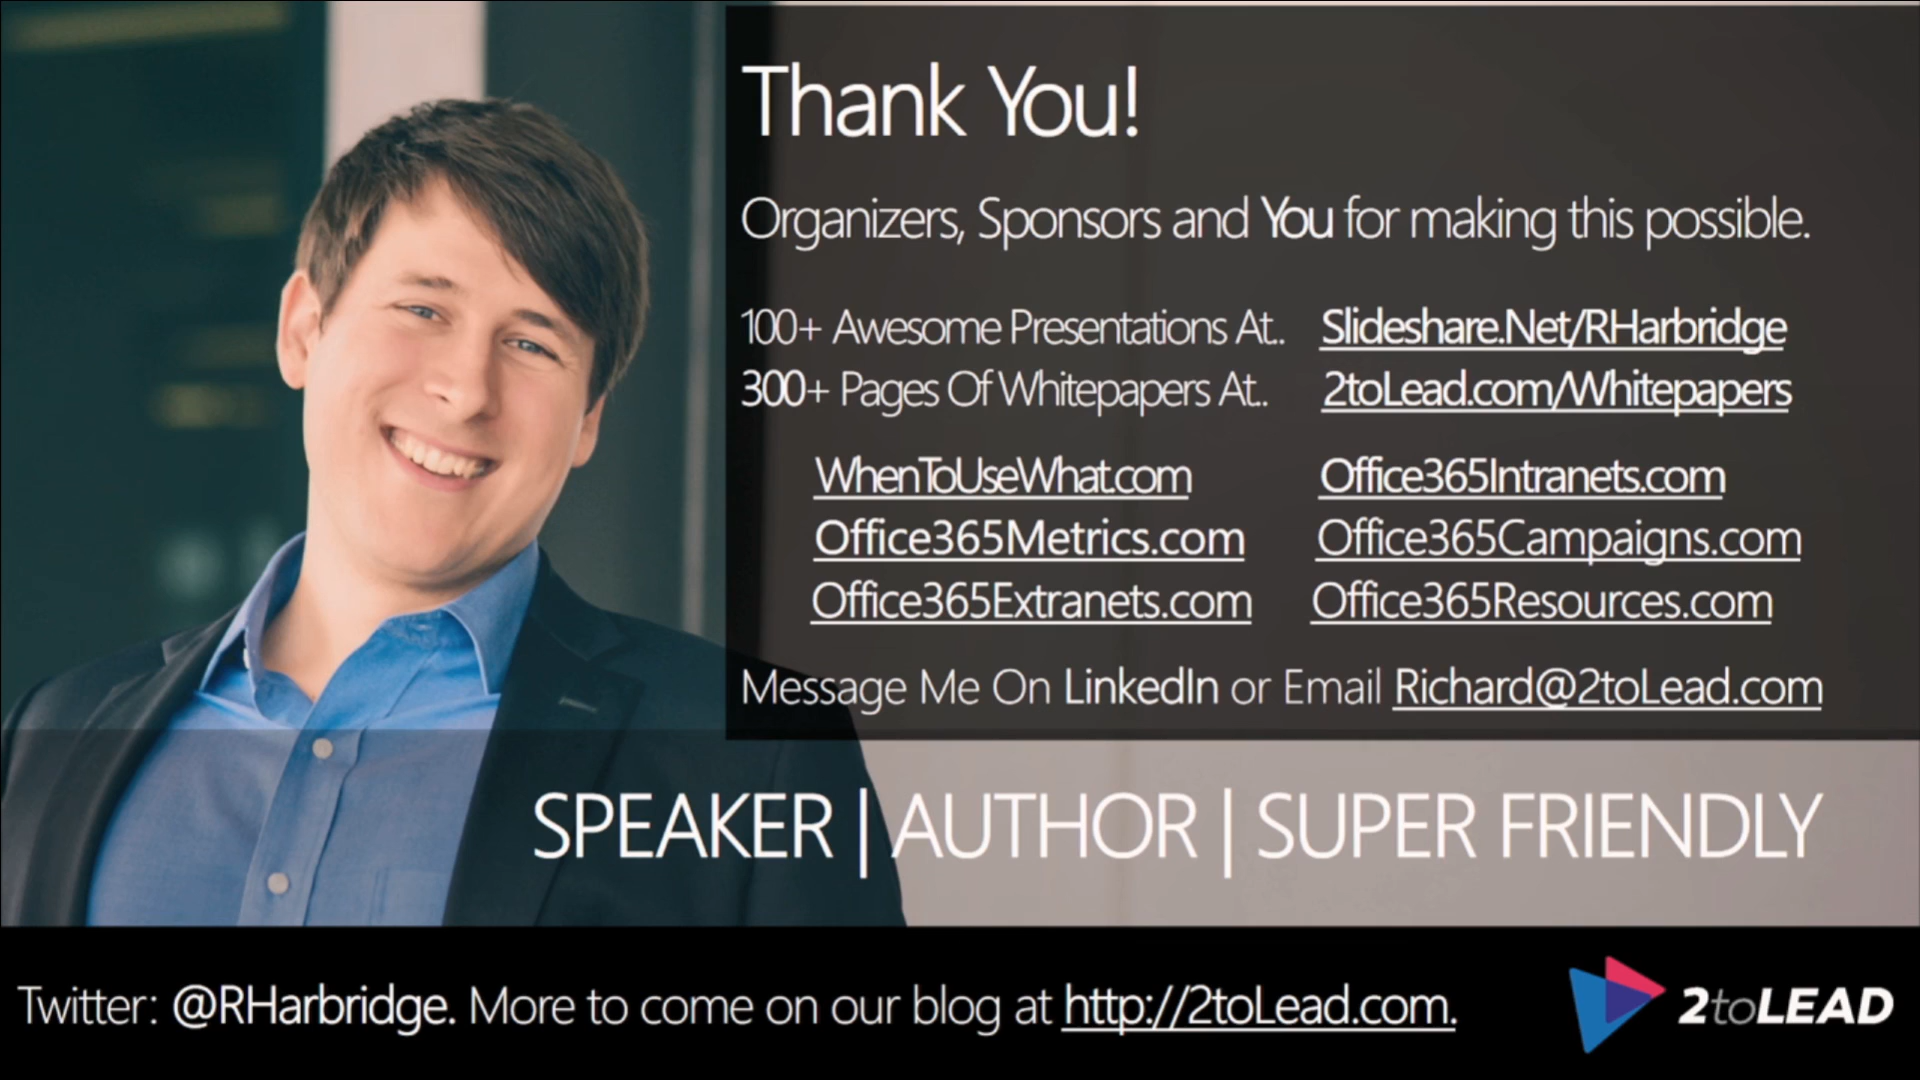 Thank You!
Organizers, Sponsors and You for making this possible.
100+ Awesome Presentations At.. Slideshare.Net/RHarbridge
300+ Pages Of Whitepapers At.. 2toLead.com/Whitepapers
WhenToUseWhat.com Office365Intranets.com
Office365Metrics.com Office365Campaigns.com
Office365Extranets.com Office365Resources.com
Message Me On LinkedIn or Email Richard@2toLead.com
SPEAKER | AUTHOR | SUPER FRIENDLY
Twitter: @RHarbridge. More to come on our blog at http://2toLead.com.
2toLEAD